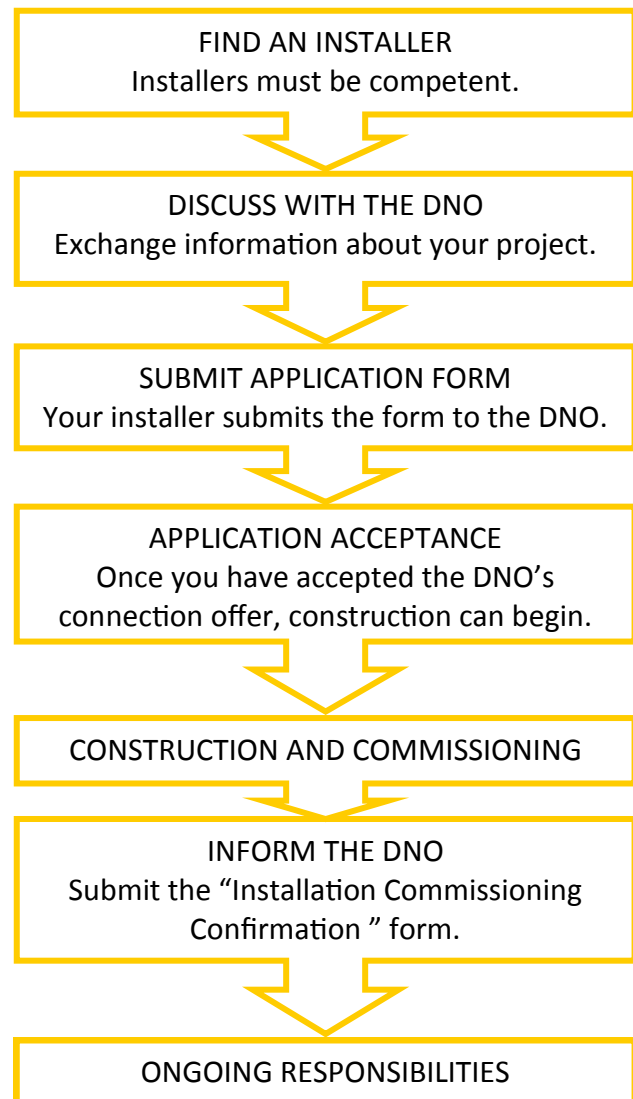 FIND AN INSTALLER
Installers must be competent.
DISCUSS WITH THE DNO
Exchange information about your project.
SUBMIT APPLICATION FORM
Your installer submits the form to the DNO.
APPLICATION ACCEPTANCE
Once you have accepted the DNO’s
connection offer, construction can begin.
CONSTRUCTION AND COMMISSIONING
INFORM THE DNO
Submit the “Installation Commissioning
Confirmation ” form.
ONGOING RESPONSIBILITIES